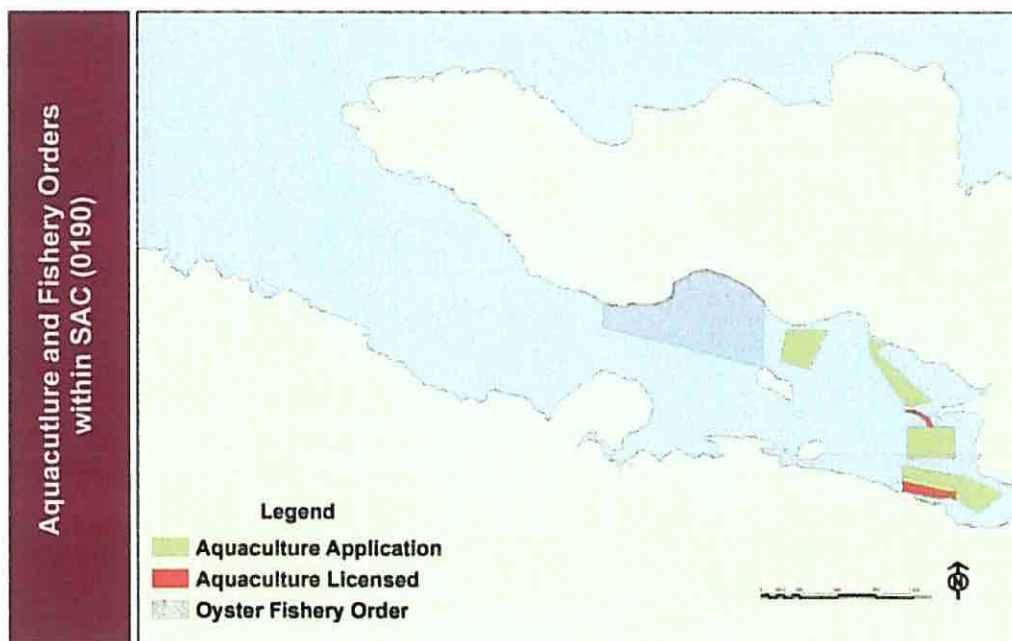 Aquacutlure and Fishery Orders
within SAC (0190)
Legend
Aquaculture Application
Aquaculture Licensed
Oyster Fishery Order